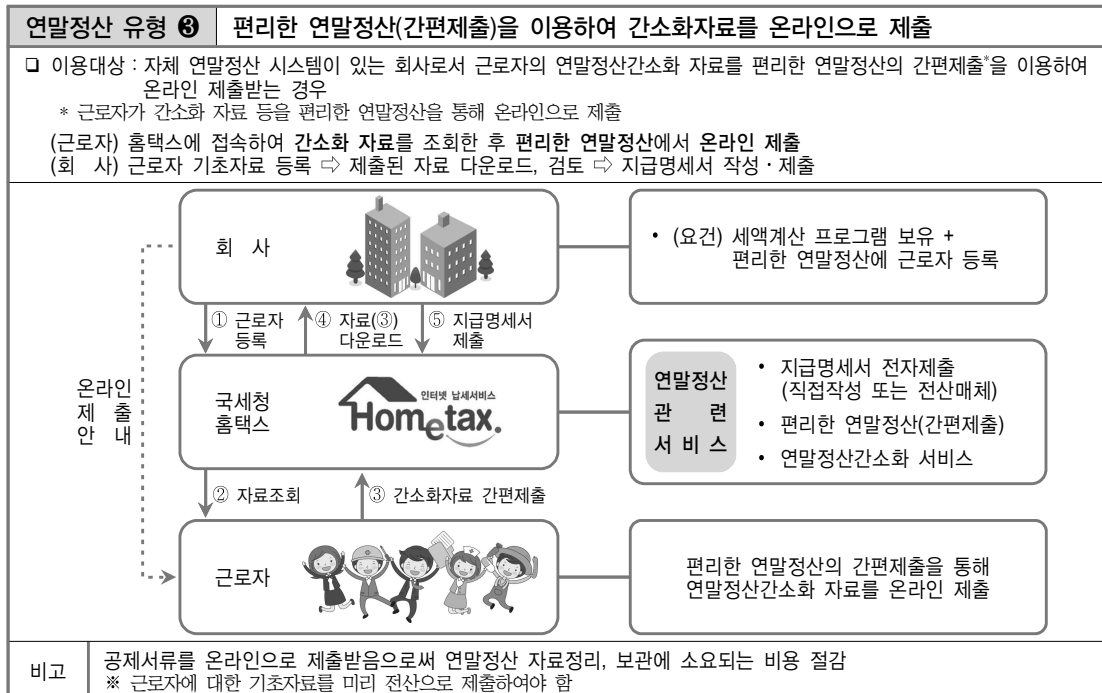 연말정산 유형 ❸ 편리한 연말정산(간편제출)을 이용하여 간소화자료를 온라인으로 제출
❑ 이용대상 : 자체 연말정산 시스템이 있는 회사로서 근로자의 연말정산간소화 자료를 편리한 연말정산의 간편제출*을 이용하여
온라인 제출받는 경우
* 근로자가 간소화 자료 등을 편리한 연말정산을 통해 온라인으로 제출
(근로자) 홈택스에 접속하여 간소화 자료를 조회한 후 편리한 연말정산에서 온라인 제출
(회 사) 근로자 기초자료 등록 ⇨ 제출된 자료 다운로드, 검토 ⇨ 지급명세서 작성·제출
회 사
• (요건) 세액계산 프로그램 보유 +
편리한 연말정산에 근로자 등록
① 근로자
등록
④ 자료(③)
다운로드
⑤ 지급명세서
제출
온라인
제 출
안 내
국세청
홈택스
인터넷 납세서비스
Hometax.
연말정산
관 련
서 비 스
• 지급명세서 전자제출
(직접작성 또는 전산매체)
• 편리한 연말정산(간편제출)
• 연말정산간소화 서비스
② 자료조회
③ 간소화자료 간편제출
근로자
편리한 연말정산의 간편제출을 통해
연말정산간소화 자료를 온라인 제출
비고
공제서류를 온라인으로 제출받음으로써 연말정산 자료정리, 보관에 소요되는 비용 절감
※ 근로자에 대한 기초자료를 미리 전산으로 제출하여야 함